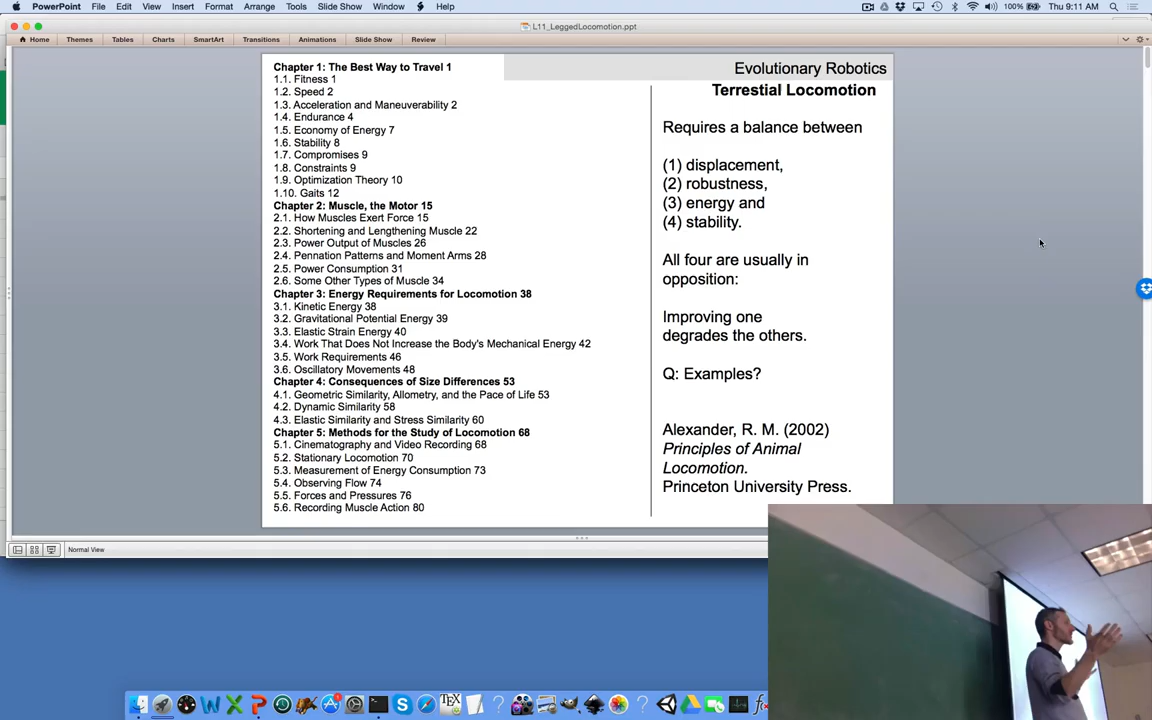 PowerPoint File Edit View Insert Format Arrange Tools Slide Show Window Help 100% Thu 9:11 AM
L11_LeggedLocomotion.ppt
Home Themes Tables Charts SmartArt Transitions Animations Slide Show Review
Chapter 1: The Best Way to Travel 1
1.1. Fitness 1
1.2. Speed 2
1.3. Acceleration and Maneuverability 2
1.4. Endurance 4
1.5. Economy of Energy 7
1.6. Stability 8
1.7. Compromises 9
1.8. Constraints 9
1.9. Optimization Theory 10
1.10. Gaits 12
Chapter 2: Muscle, the Motor 15
2.1. How Muscles Exert Force 15
2.2. Shortening and Lengthening Muscle 22
2.3. Power Output of Muscles 26
2.4. Pennation Patterns and Moment Arms 28
2.5. Power Consumption 31
2.6. Some Other Types of Muscle 34
Chapter 3: Energy Requirements for Locomotion 38
3.1. Kinetic Energy 38
3.2. Gravitational Potential Energy 39
3.3. Elastic Strain Energy 40
3.4. Work That Does Not Increase the Body's Mechanical Energy 42
3.5. Work Requirements 46
3.6. Oscillatory Movements 48
Chapter 4: Consequences of Size Differences 53
4.1. Geometric Similarity, Allometry, and the Pace of Life 53
4.2. Dynamic Similarity 58
4.3. Elastic Similarity and Stress Similarity 60
Chapter 5: Methods for the Study of Locomotion 68
5.1. Cinematography and Video Recording 68
5.2. Stationary Locomotion 70
5.3. Measurement of Energy Consumption 73
5.4. Observing Flow 74
5.5. Forces and Pressures 76
5.6. Recording Muscle Action 80
Evolutionary Robotics
Terrestial Locomotion
Requires a balance between
(1) displacement,
(2) robustness,
(3) energy and
(4) stability.
All four are usually in
opposition:
Improving one
degrades the others.
Q: Examples?
Alexander, R. M. (2002)
Principles of Animal
Locomotion.
Princeton University Press.
Normal View
TEX